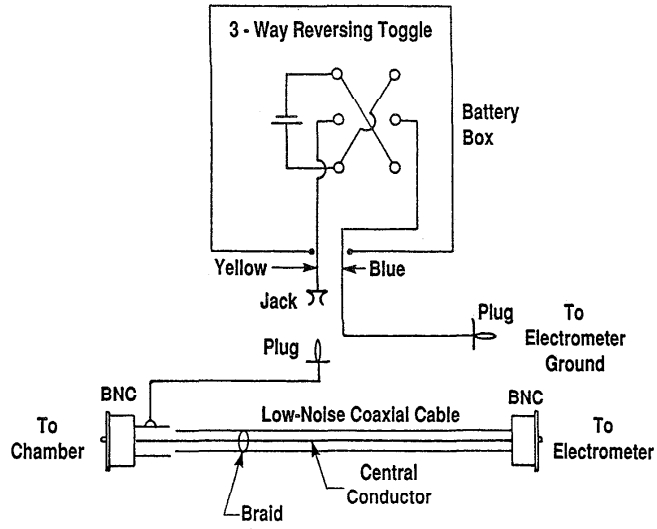 3 - Way Reversing Toggle
Battery
Box
Yellow
Blue
Jack
Plug
To
Electrometer
Ground
Plug
BNC
BNC
To
Chamber
Low-Noise Coaxial Cable
To
Electrometer
Central
Conductor
Braid